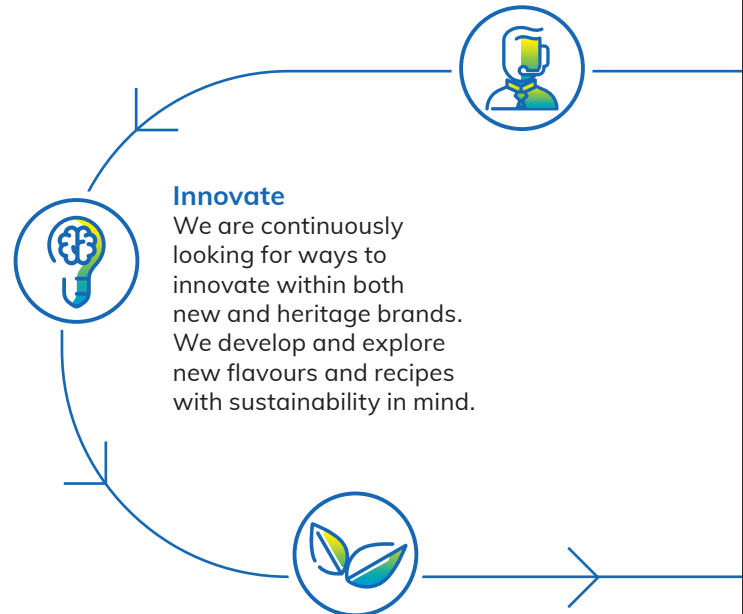 Innovate
We are continuously
looking for ways to
innovate within both
new and heritage brands.
We develop and explore
new flavours and recipes
with sustainability in mind.